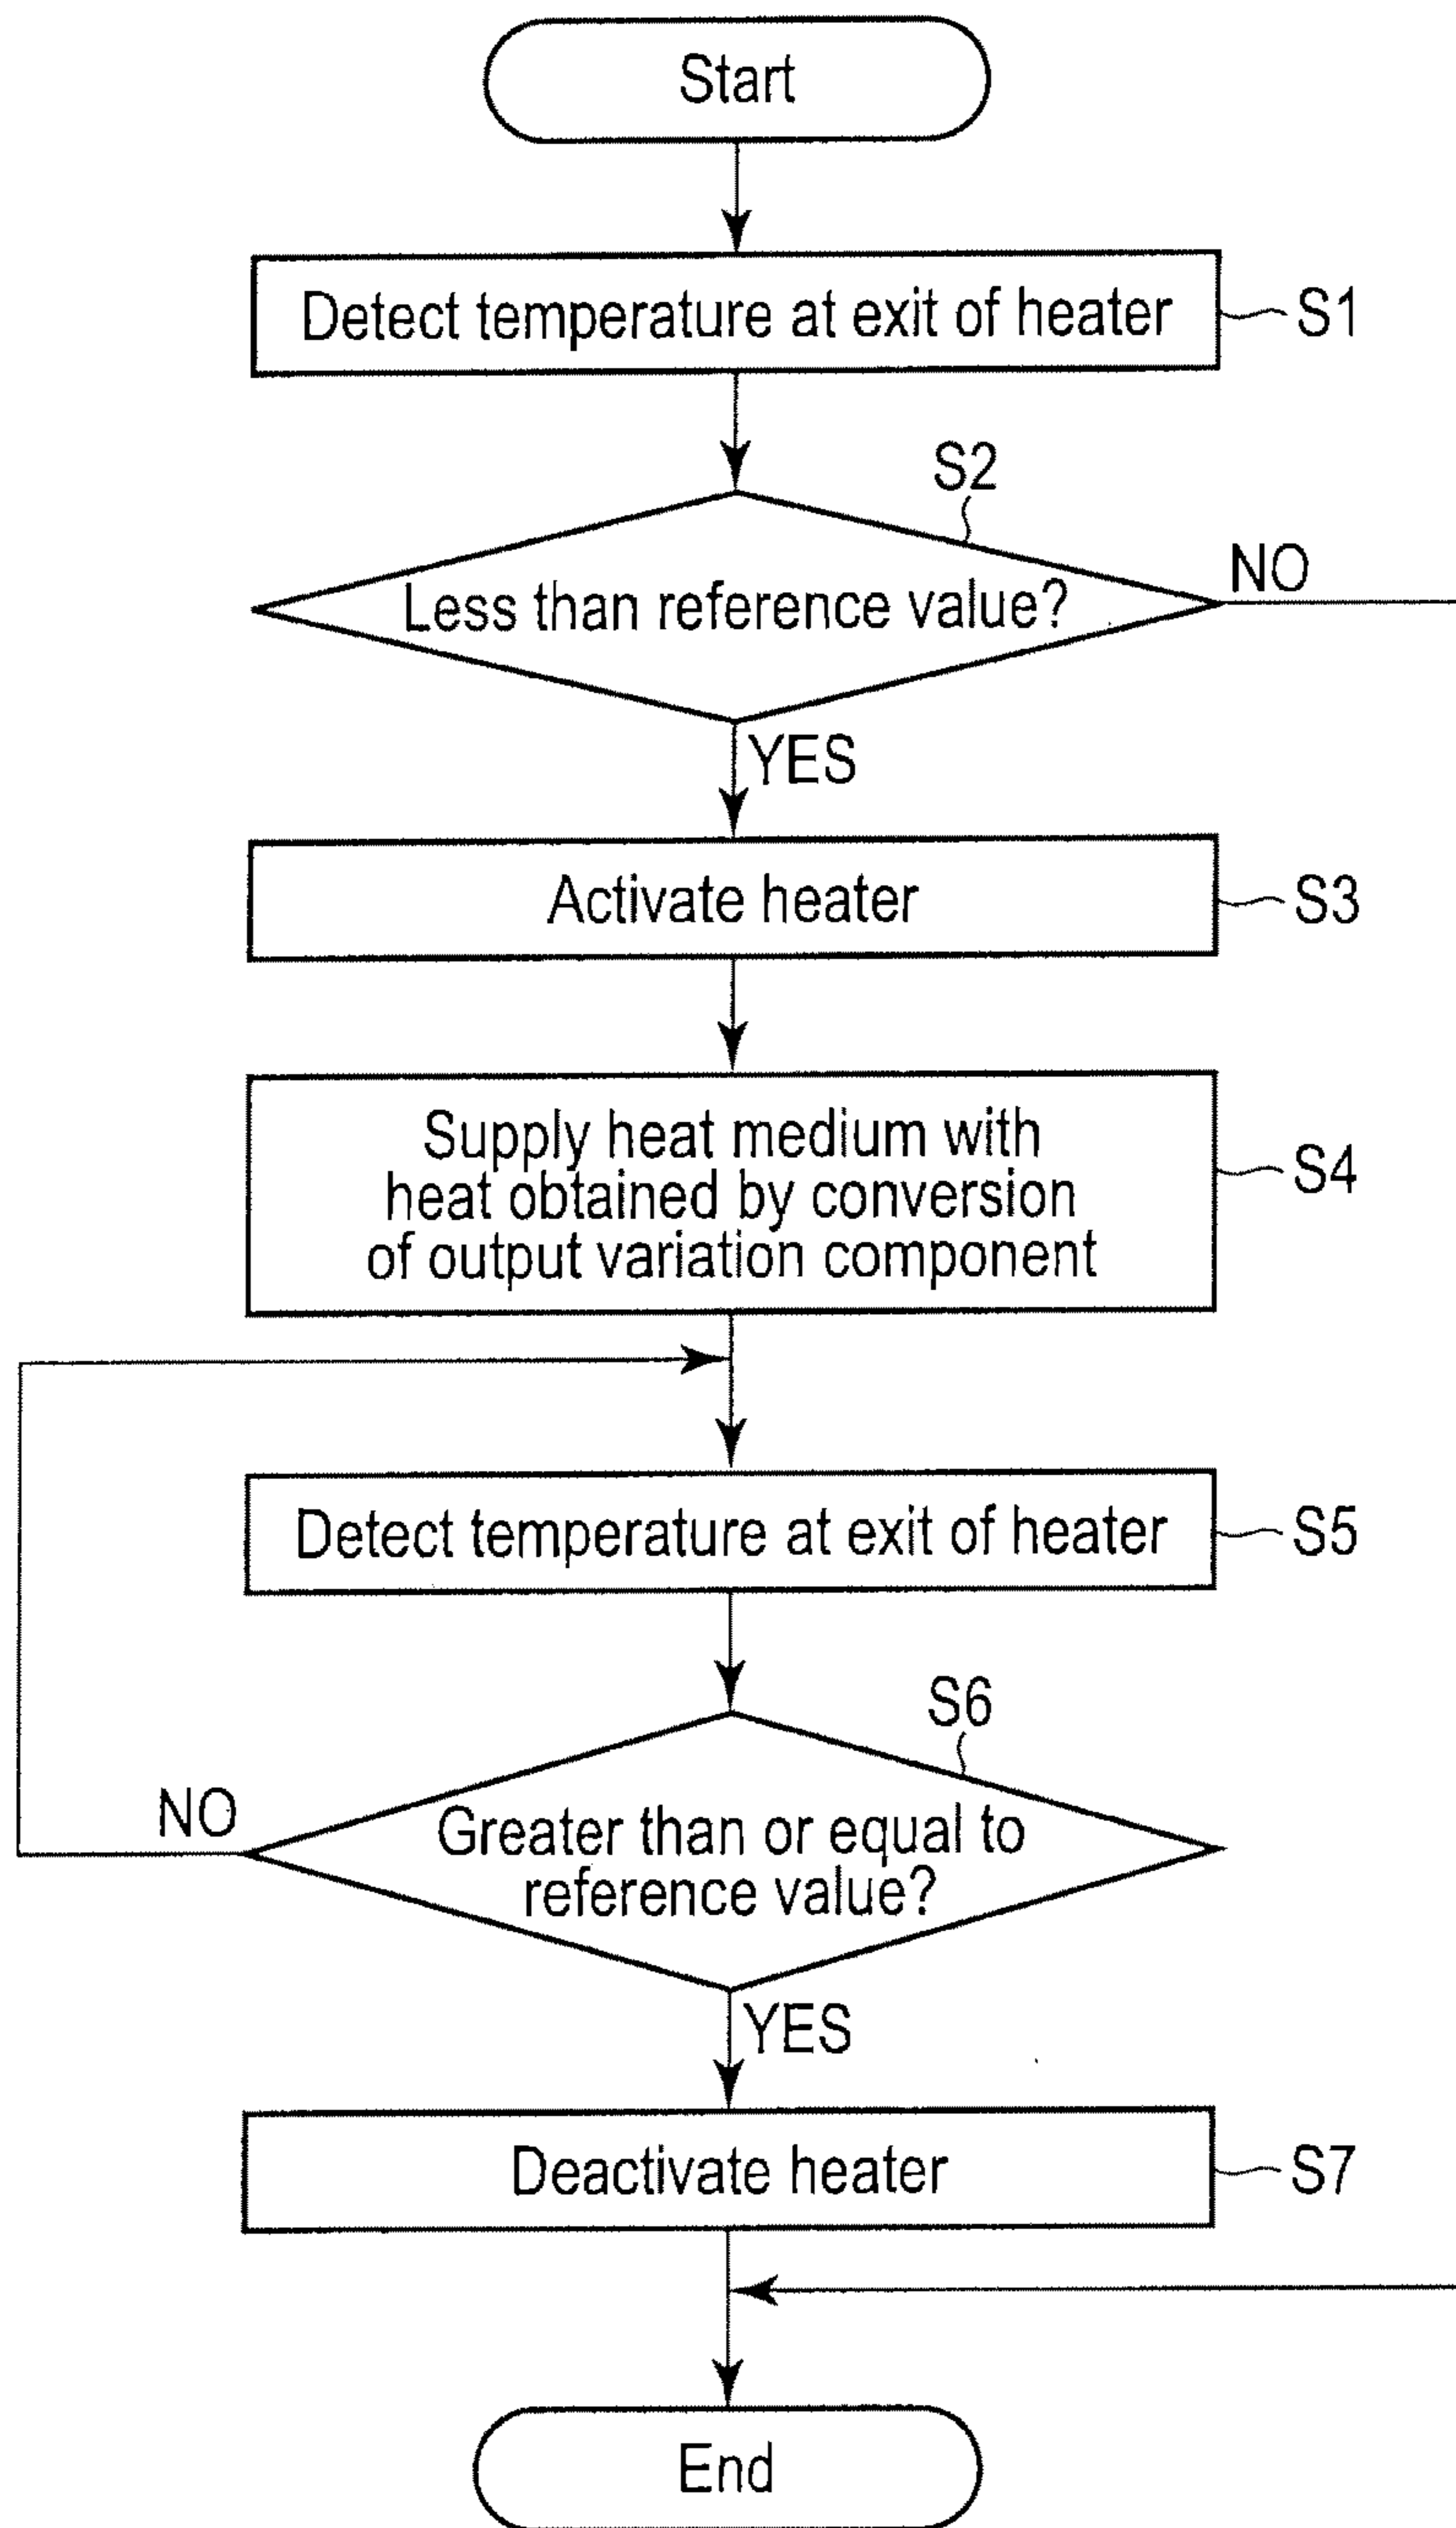 Start
Detect temperature at exit of heater
S1
S2
Less than reference value?
NO
YES
Activate heater
S3
Supply heat medium with
heat obtained by conversion
of output variation component
S4
Detect temperature at exit of heater
S5
S6
Greater than or equal to
reference value?
NO
YES
Deactivate heater
S7
End